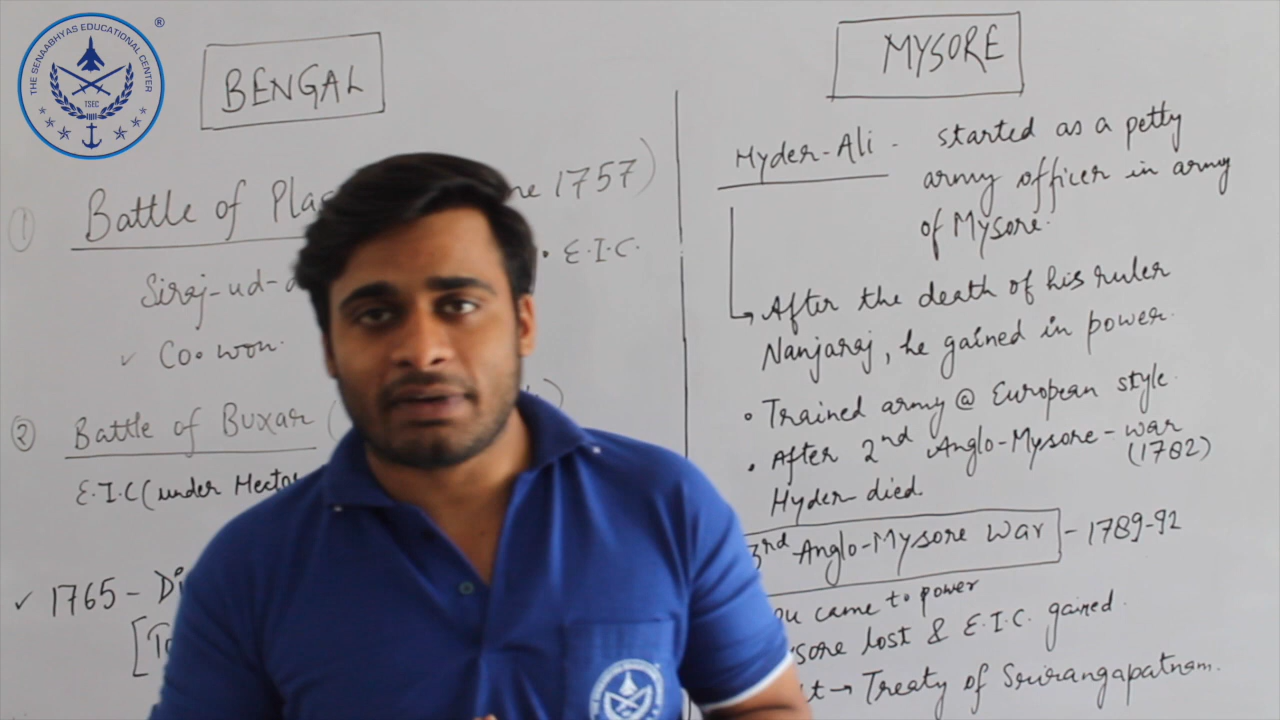 THE SENAABHYAS EDUCATIONAL CENTER
®
TSEC
BENGAL
① Battle of Plas 1757)
Siraj-ud-d • E.I.C.
✓ Co. won.
② Battle of Buxar (
E.I.C (under Hector
✓ 1765 -
MYSORE
Hyder-Ali - started as a petty
army officer in army
of Mysore.
→ After the death of his ruler
Nanjaraj, he gained in power.
• Trained army @ European style.
• After 2nd Anglo-Mysore-war
(1782)
Hyder died.
3rd Anglo-Mysore War - 1789-92
came to power
lost & E.I.C. gained.
→ Treaty of Srirangapatnam.